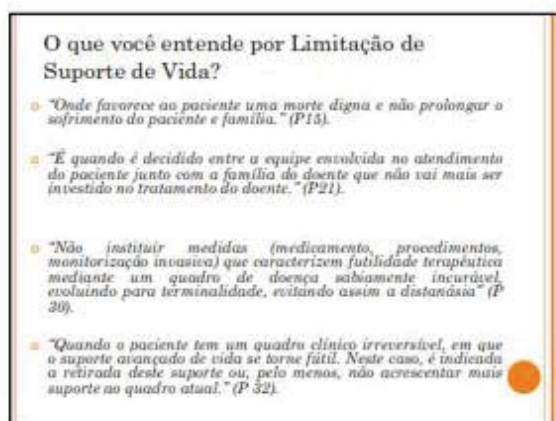 O que você entende por Limitação de
Suporte de Vida?
"Onde favorece ao paciente uma morte digna e não prolongar o
sofrimento do paciente e família." (P15).
"É quando é decidido entre a equipe envolvida no atendimento
do paciente junto com a família do doente que não vai mais ser
investido no tratamento do doente." (P21).
"Não instituir medidas (medicamento, procedimentos,
monitorização invasiva) que caracterizem futilidade terapêutica
mediante um quadro de doença sabiamente incurável,
evoluindo para terminalidade, evitando assim a distanásia" (P
30).
"Quando o paciente tem um quadro clínico irreversível, em que
o suporte avançado de vida se torne fútil. Neste caso, é indicada
a retirada deste suporte ou, pelo menos, não acrescentar mais
suporte ao quadro atual." (P 32).